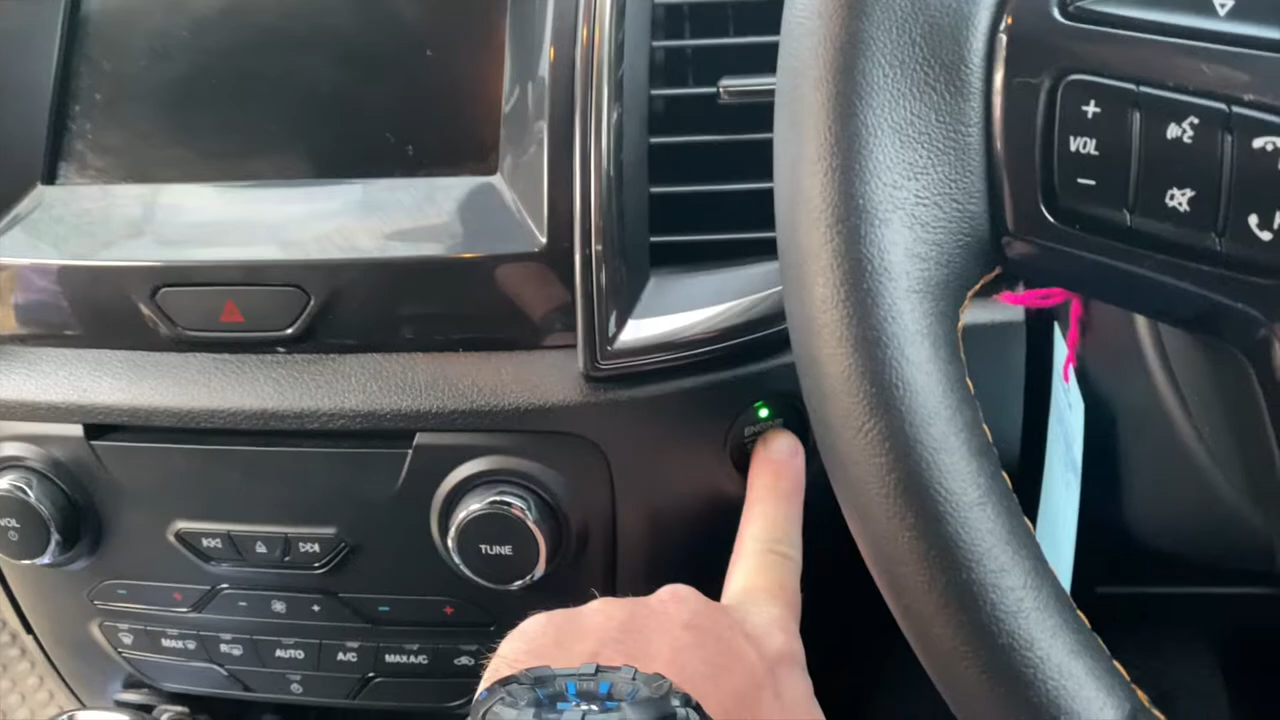 VOL
ENGINE
VOL
TUNE
MAX
R
AUTO
A/C
MAX A/C